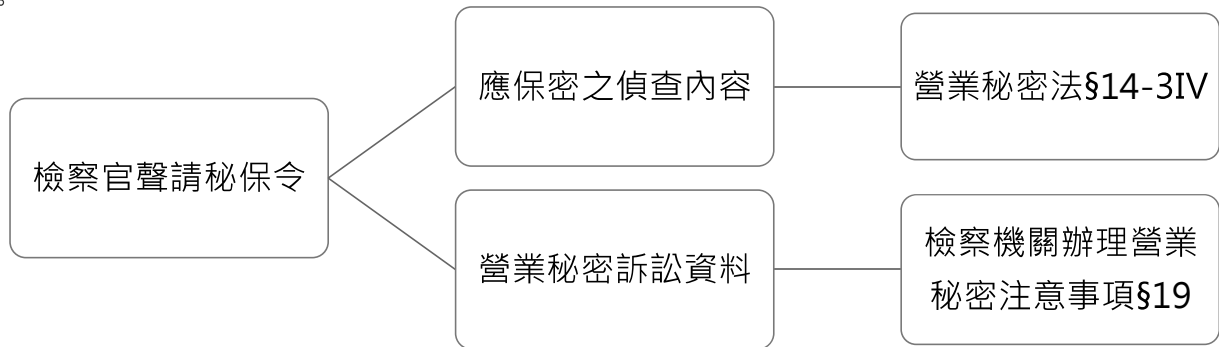 檢察官聲請秘保令
應保密之偵查內容
營業秘密法§14-3IV
營業秘密訴訟資料
檢察機關辦理營業
秘密注意事項§19